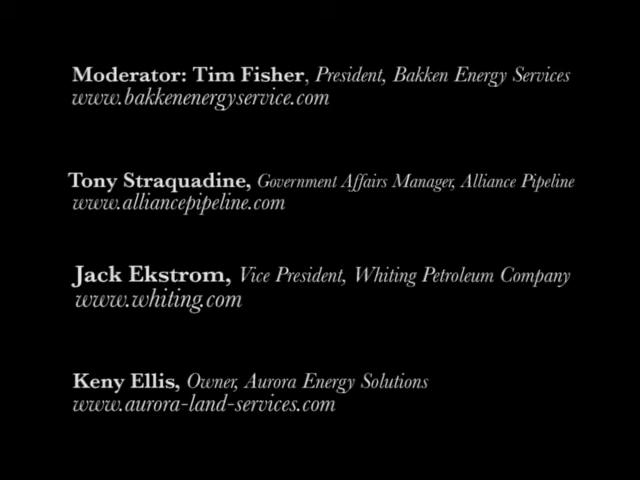 Moderator: Tim Fisher, President, Bakken Energy Services
www.bakkenenergyservice.com
Tony Straquadine, Government Affairs Manager, Alliance Pipeline
www.alliancepipeline.com
Jack Ekstrom, Vice President, Whiting Petroleum Company
www.whiting.com
Keny Ellis, Owner, Aurora Energy Solutions
www.aurora-land-services.com